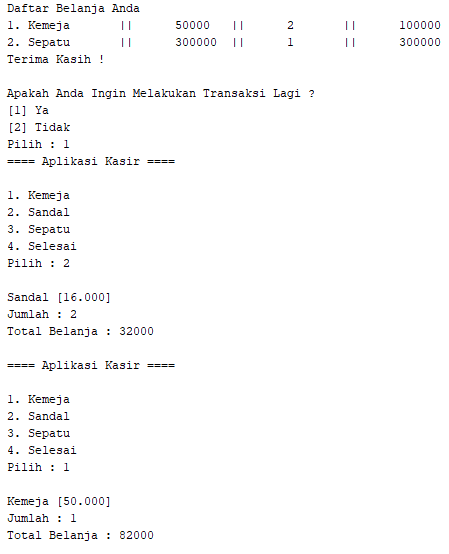 Daftar Belanja Anda
1. Kemeja || 50000 || 2 || 100000
2. Sepatu || 300000 || 1 || 300000
Terima Kasih !
Apakah Anda Ingin Melakukan Transaksi Lagi ?
[1] Ya
[2] Tidak
Pilih : 1
==== Aplikasi Kasir ====
1. Kemeja
2. Sandal
3. Sepatu
4. Selesai
Pilih : 2
Sandal [16.000]
Jumlah : 2
Total Belanja : 32000
==== Aplikasi Kasir ====
1. Kemeja
2. Sandal
3. Sepatu
4. Selesai
Pilih : 1
Kemeja [50.000]
Jumlah : 1
Total Belanja : 82000